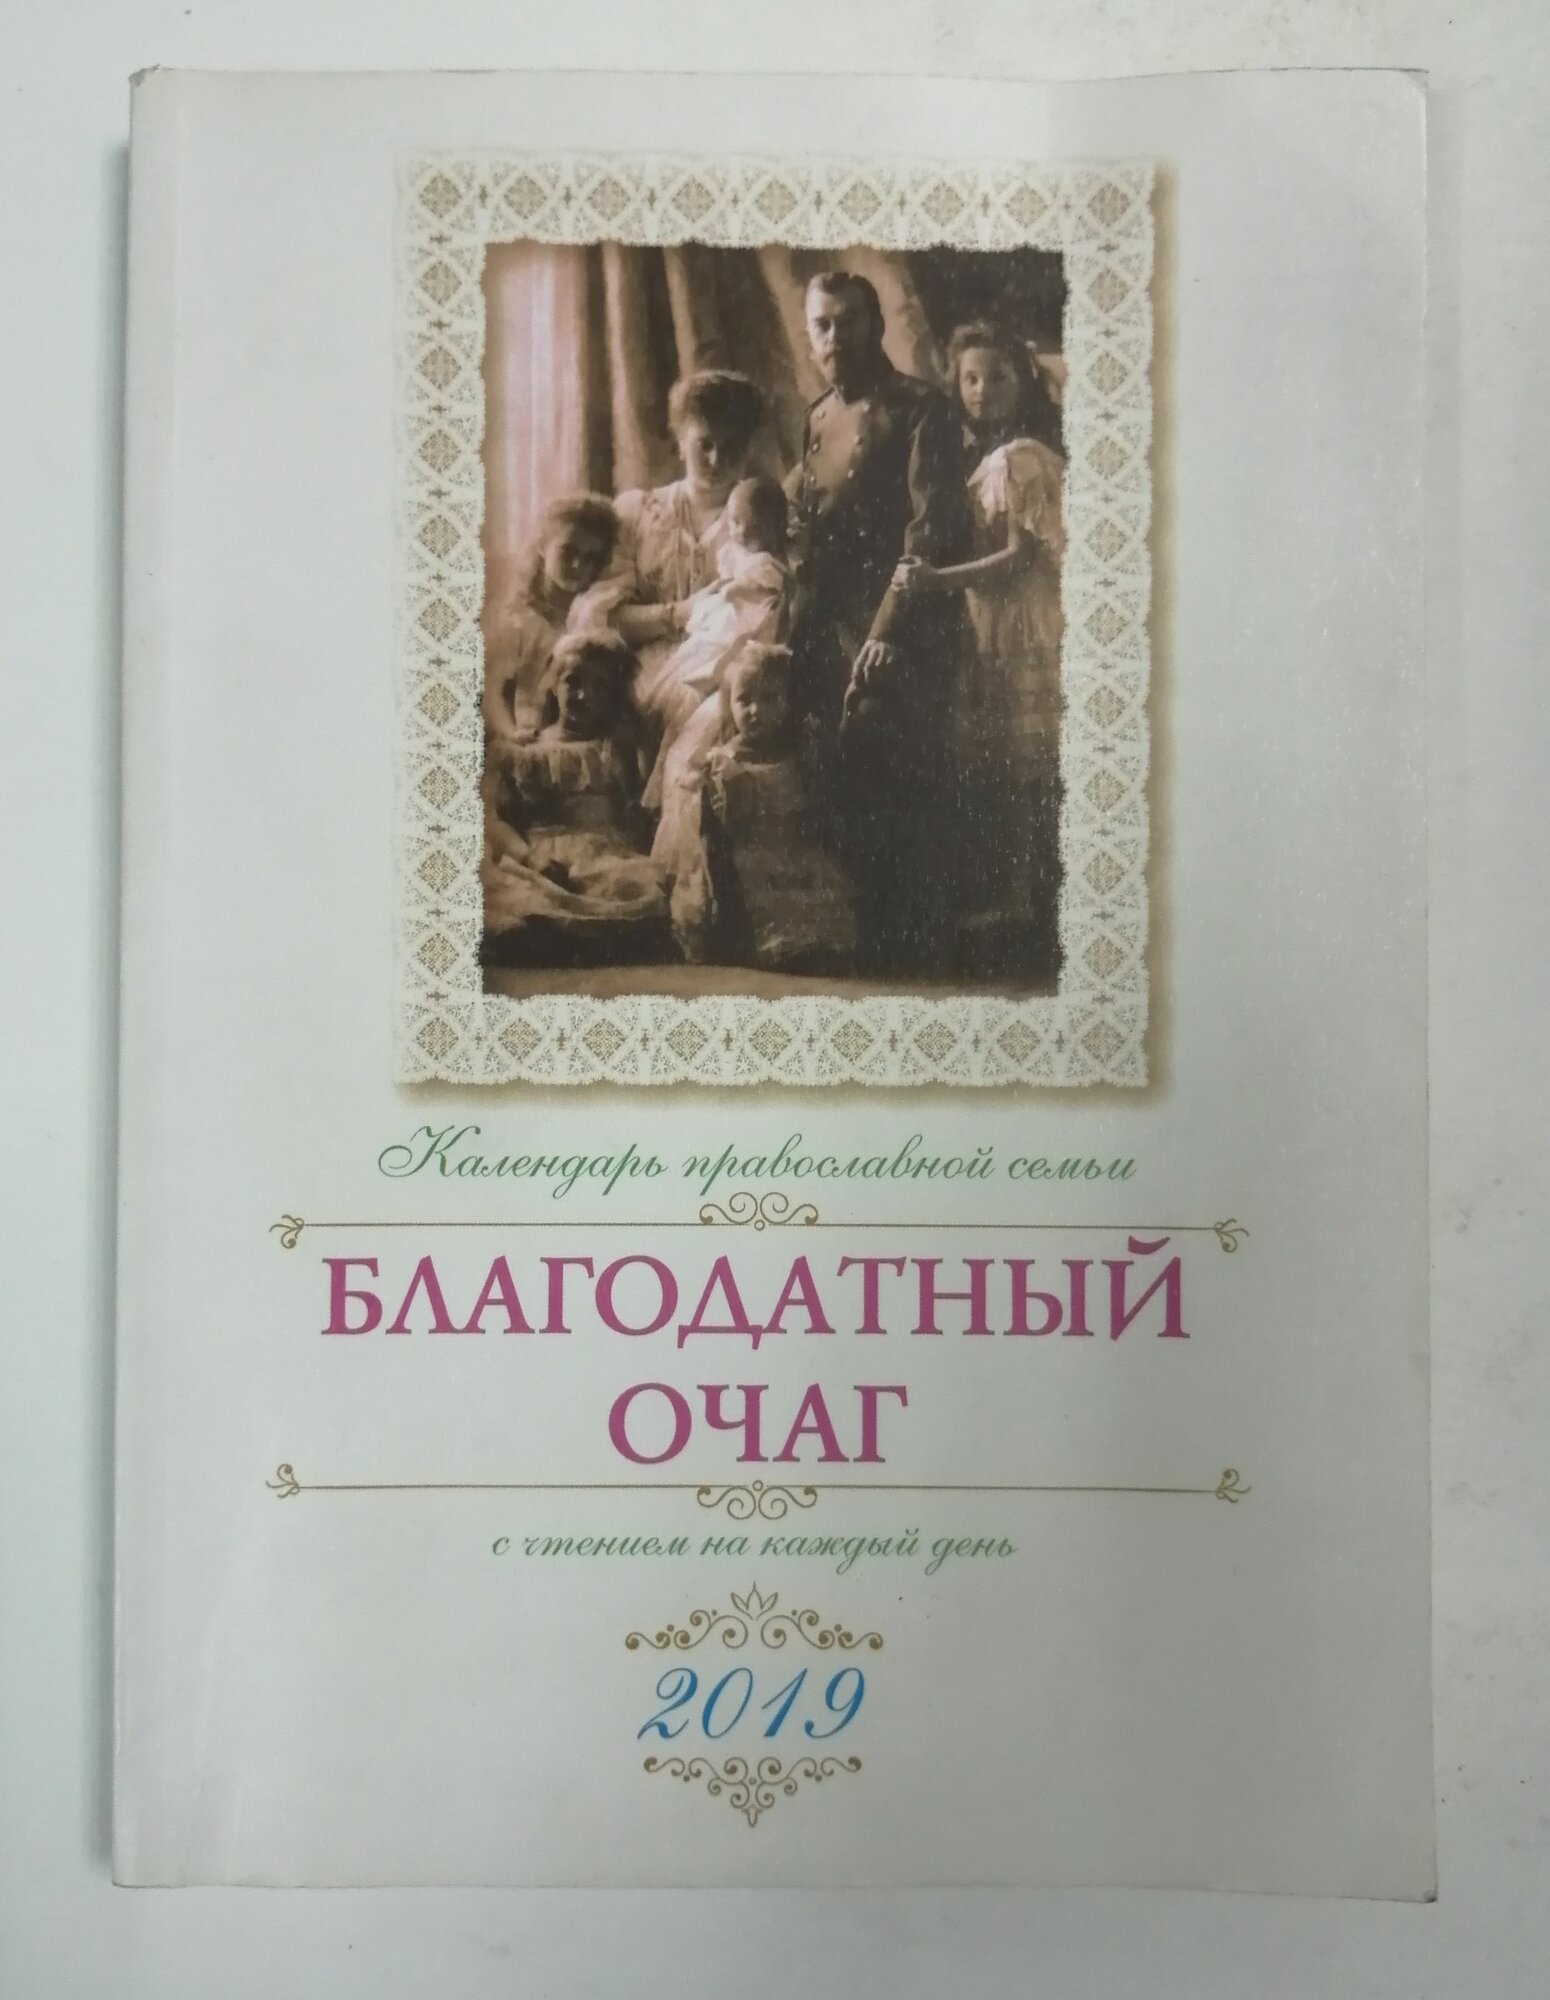 Календарь православной семьи
БЛАГОДАТНЫЙ
ОЧАГ
с чтением на каждый день
2019